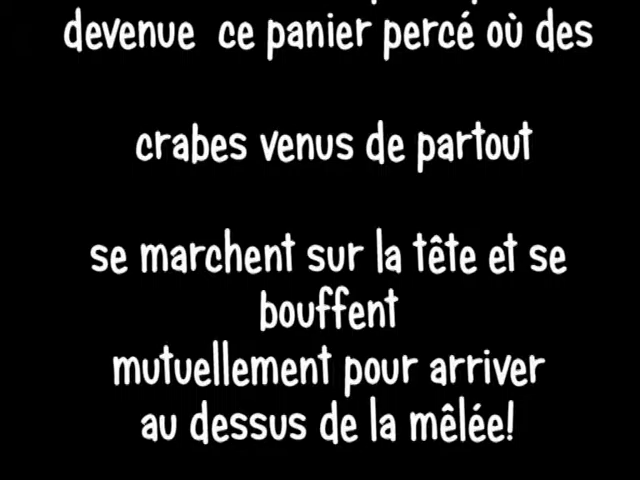 devenue ce panier percé où des
crabes venus de partout
se marchent sur la tête et se
bouffent
mutuellement pour arriver
au dessus de la mêlée!